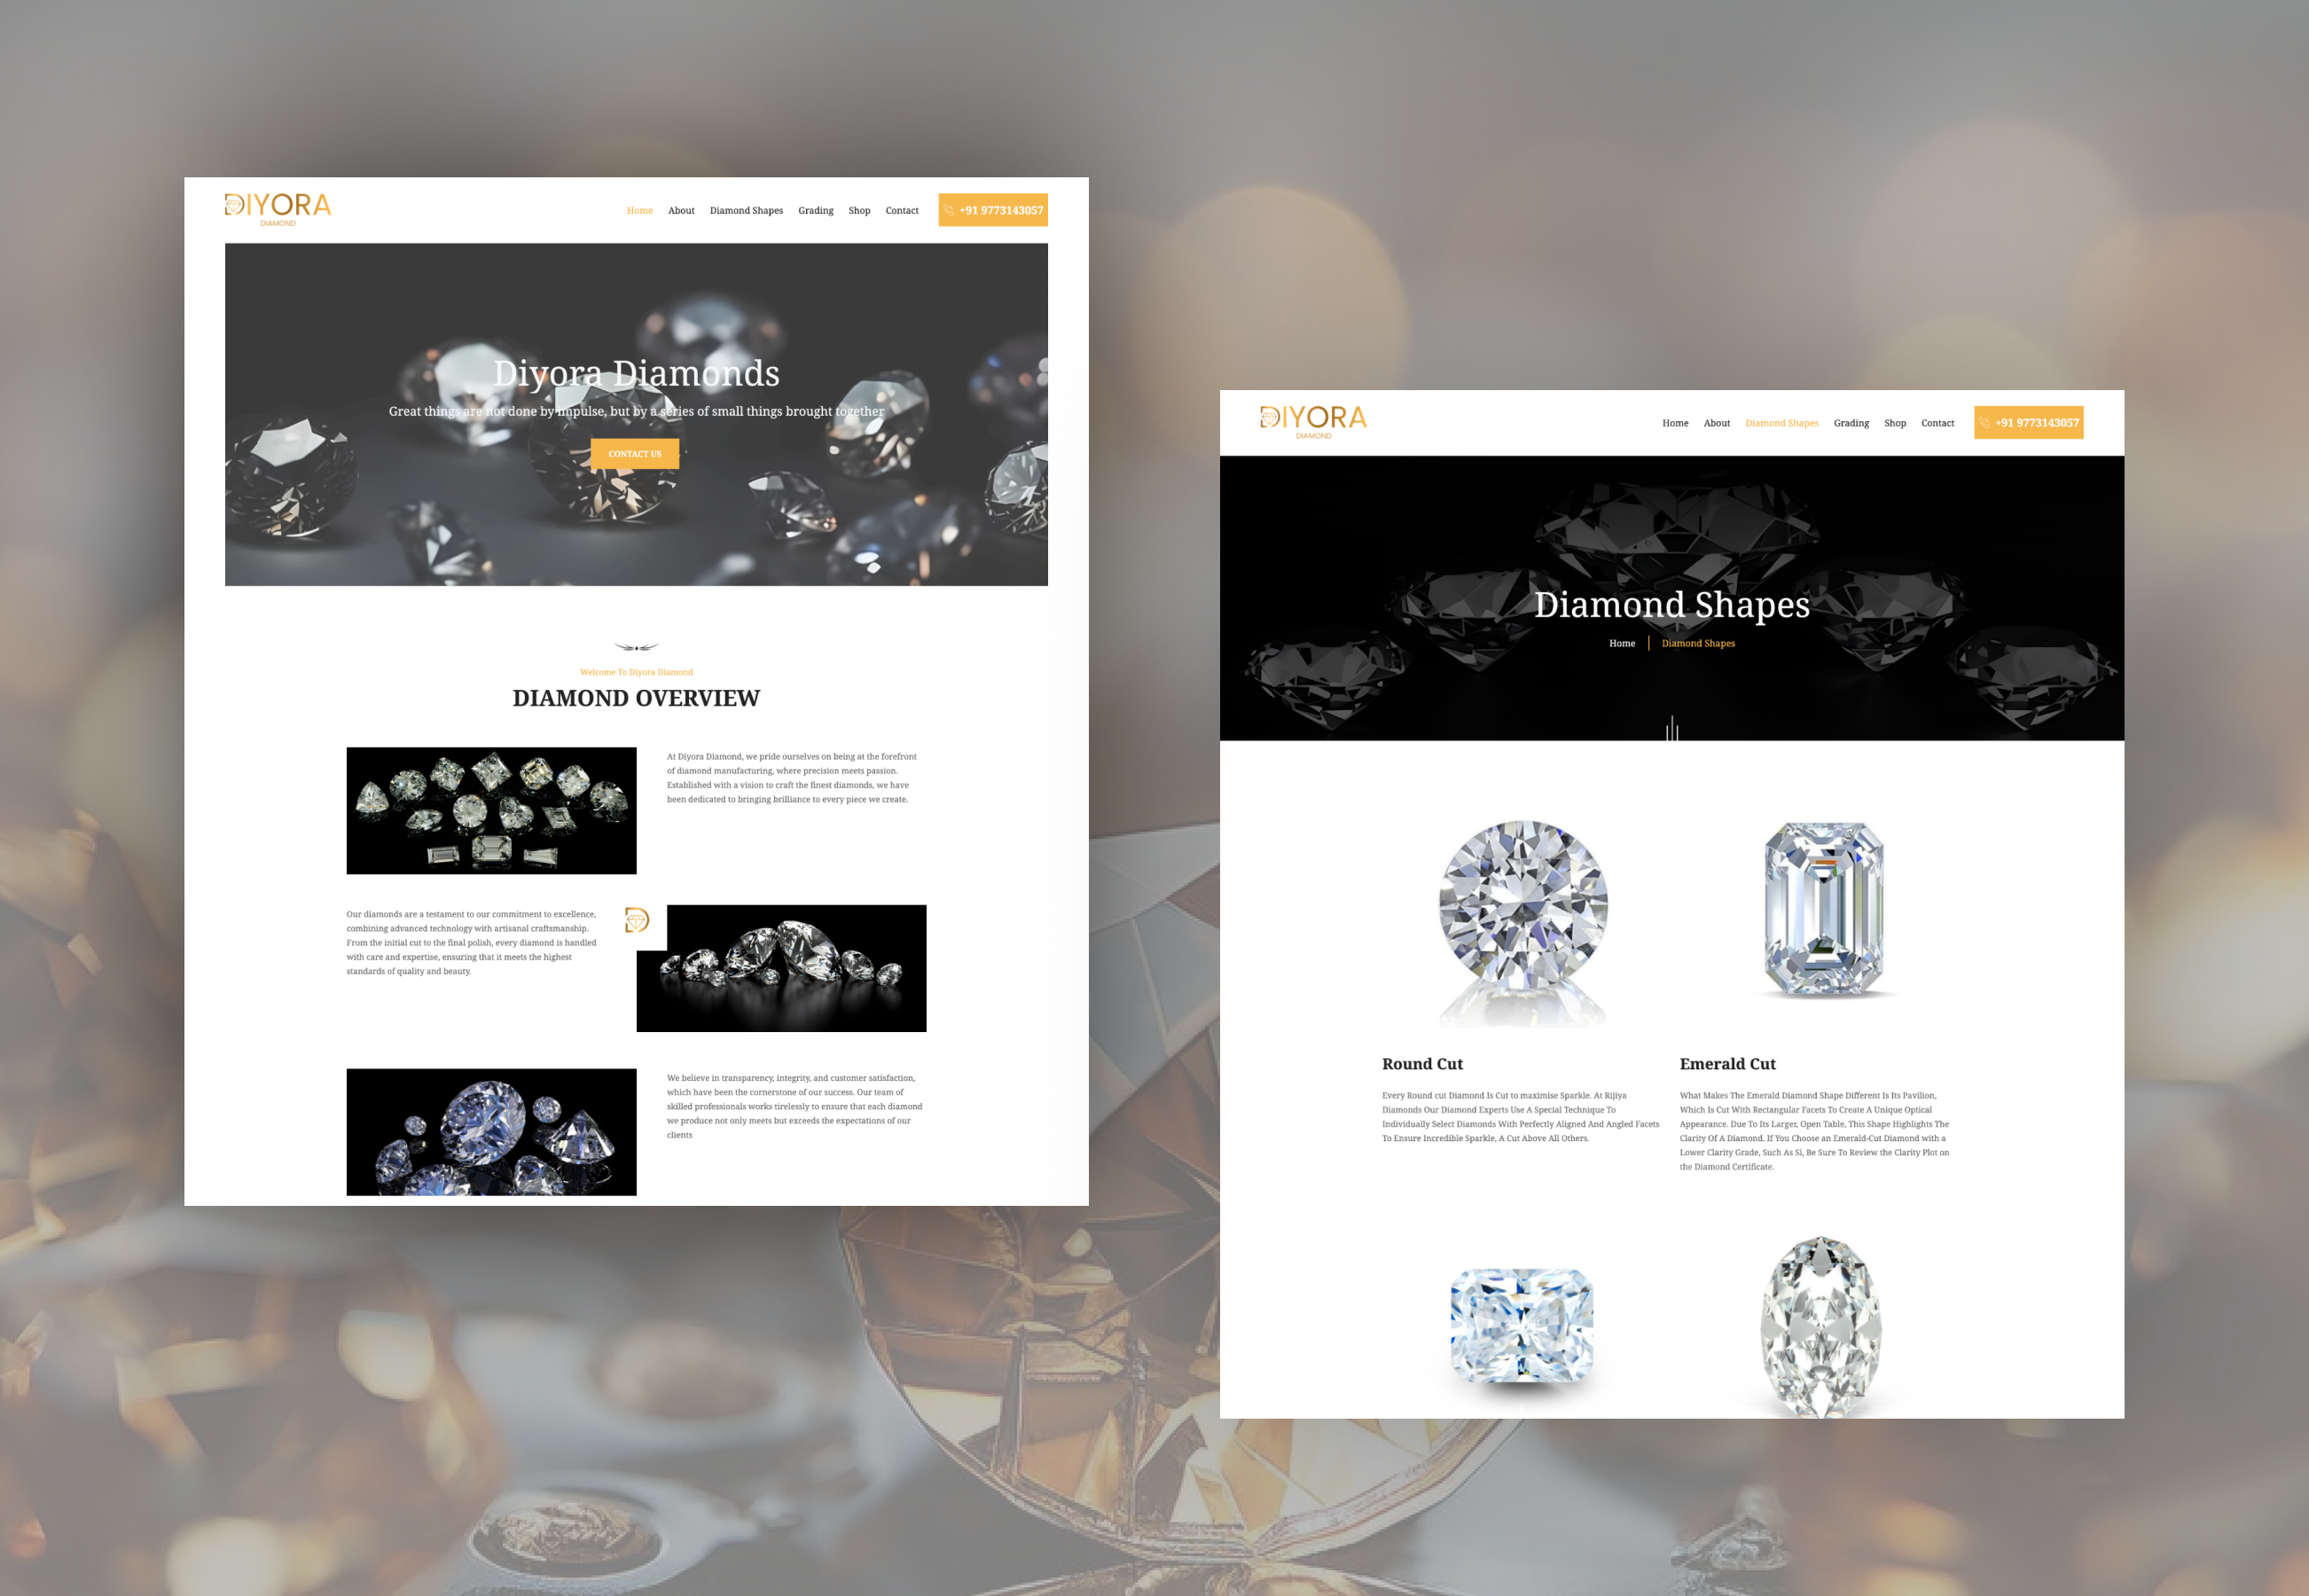 DIYORA
DIAMOND
Home About Diamond Shapes Grading Shop Contact +91 9773143057
Diyora Diamonds
Great things are not done by impulse, but by a series of small things brought together
CONTACT US
Welcome To Diyora Diamond
DIAMOND OVERVIEW
At Diyora Diamond, we pride ourselves on being at the forefront
of diamond manufacturing, where precision meets passion.
Established with a vision to craft the finest diamonds, we have
been dedicated to bringing brilliance to every piece we create.
Our diamonds are a testament to our commitment to excellence,
combining advanced technology with artisanal craftsmanship.
From the initial cut to the final polish, every diamond is handled
with care and expertise, ensuring that it meets the highest
standards of quality and beauty.
We believe in transparency, integrity, and customer satisfaction,
which have been the cornerstone of our success. Our team of
skilled professionals works tirelessly to ensure that each diamond
we produce not only meets but exceeds the expectations of our
clients
DIYORA
DIAMOND
Home About Diamond Shapes Grading Shop Contact +91 9773143057
Diamond Shapes
Home | Diamond Shapes
Round Cut
Every Round cut Diamond Is Cut to maximise Sparkle. At Rijiya
Diamonds Our Diamond Experts Use A Special Technique To
Individually Select Diamonds With Perfectly Aligned And Angled Facets
To Ensure Incredible Sparkle, A Cut Above All Others.
Emerald Cut
What Makes The Emerald Diamond Shape Different Is Its Pavilion,
Which Is Cut With Rectangular Facets To Create A Unique Optical
Appearance. Due To Its Larger, Open Table, This Shape Highlights The
Clarity Of A Diamond. If You Choose an Emerald-Cut Diamond with a
Lower Clarity Grade, Such As Si, Be Sure To Review the Clarity Plot on
the Diamond Certificate.